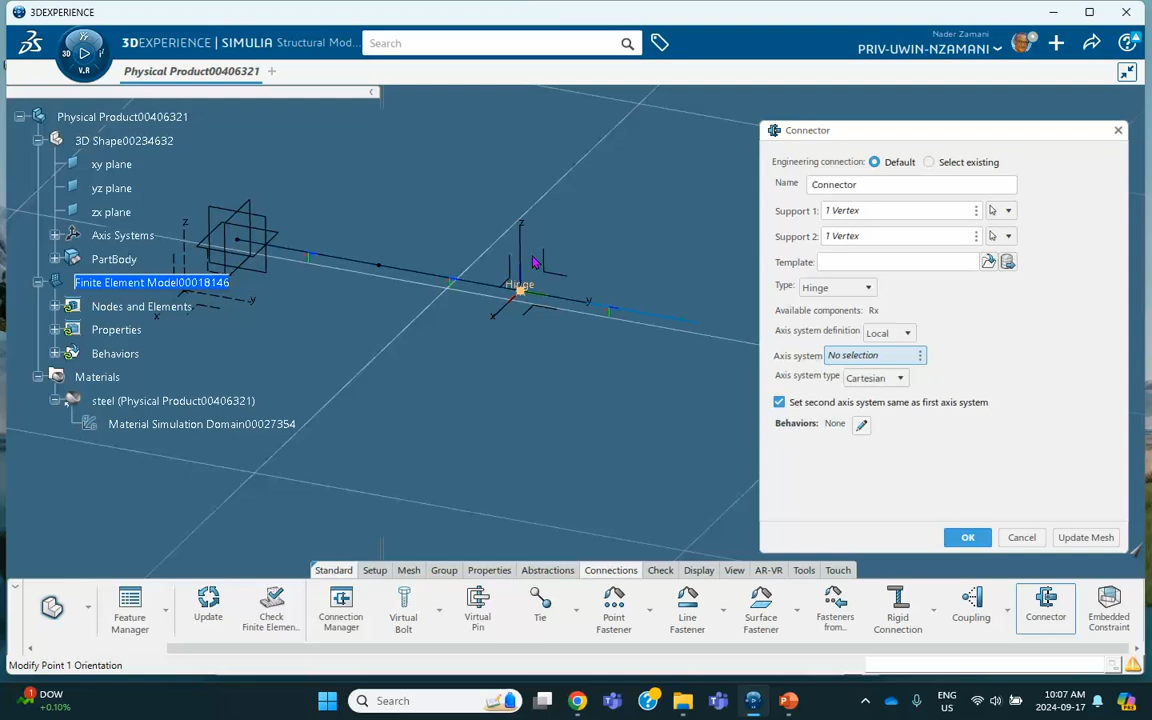 3DEXPERIENCE
3DEXPERIENCE | SIMULIA Structural Mod...
Search
Nader Zamani
PRIV-UWIN-NZAMANI
3D
V.R
Physical Product00406321
Physical Product00406321
3D Shape00234632
xy plane
yz plane
zx plane
Axis Systems
PartBody
Finite Element Model00018146
Nodes and Elements
Properties
Behaviors
Materials
steel (Physical Product00406321)
Material Simulation Domain00027354
z
y
x
z
Hinge
y
x
Connector
Engineering connection: Default Select existing
Name Connector
Support 1: 1 Vertex
Support 2: 1 Vertex
Template:
Type: Hinge
Available components: Rx
Axis system definition Local
Axis system No selection
Axis system type Cartesian
Set second axis system same as first axis system
Behaviors: None
OK Cancel Update Mesh
Standard Setup Mesh Group Properties Abstractions Connections Check Display View AR-VR Tools Touch
Feature Manager
Update
Check Finite Elemen...
Connection Manager
Virtual Bolt
Virtual Pin
Tie
Point Fastener
Line Fastener
Surface Fastener
Fasteners from...
Rigid Connection
Coupling
Connector
Embedded Constraint
Modify Point 1 Orientation
1
DOW
+0.10%
Search
ENG
US
10:07 AM
2024-09-17